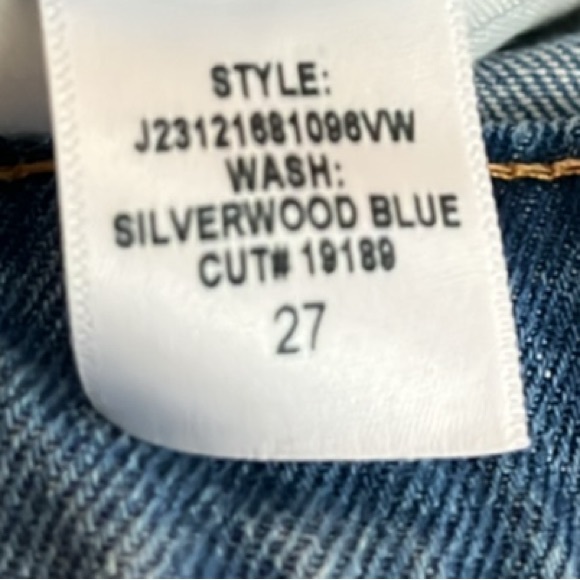 STYLE:
J23121681096VW
WASH:
SILVERWOOD BLUE
CUT# 19189
27